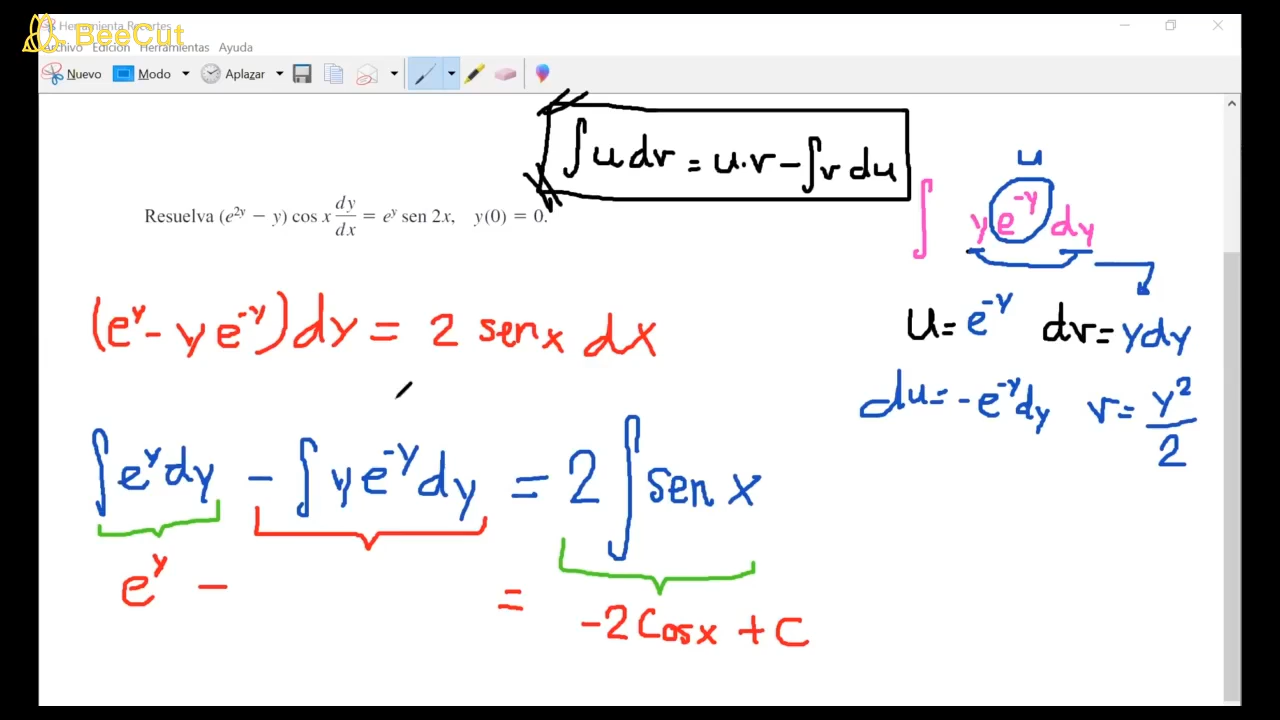 Herramienta Recortes
BeeCut
Archivo Edición Herramientas Ayuda
Nuevo Modo Aplazar
∫ u dv = u·v - ∫ v du
Resuelva (e^{2y} − y) cos x dy/dx = e^y sen 2x, y(0) = 0.
u
∫ y e^{-y} dy
(e^y - y e^{-y}) dy = 2 sen x dx
u = e^{-y} dv = y dy
du = -e^{-y} dy v = y^2/2
∫ e^y dy - ∫ y e^{-y} dy = 2 ∫ sen x
e^y - = -2 Cos x + C